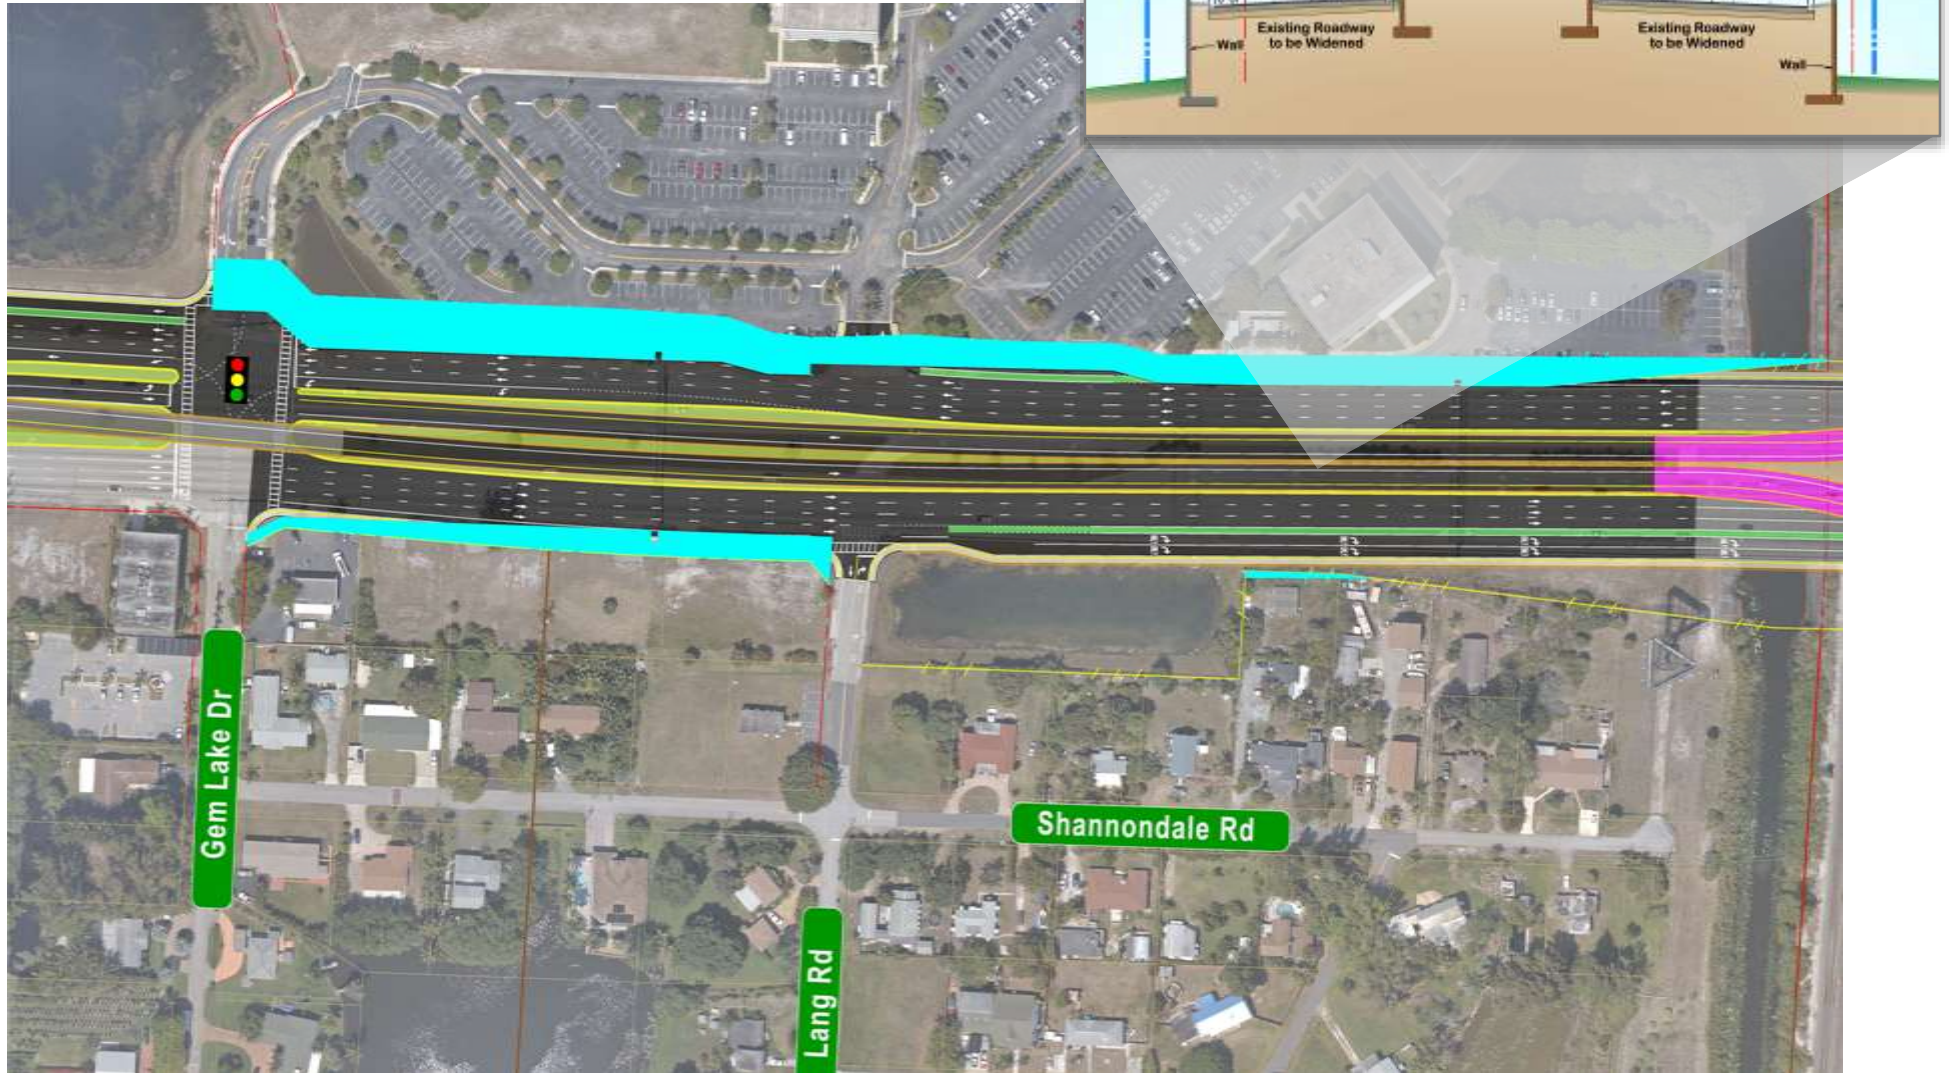 Existing Roadway
to be Widened
Wall
Existing Roadway
to be Widened
Wall
Gem Lake Dr
Shannondale Rd
Lang Rd